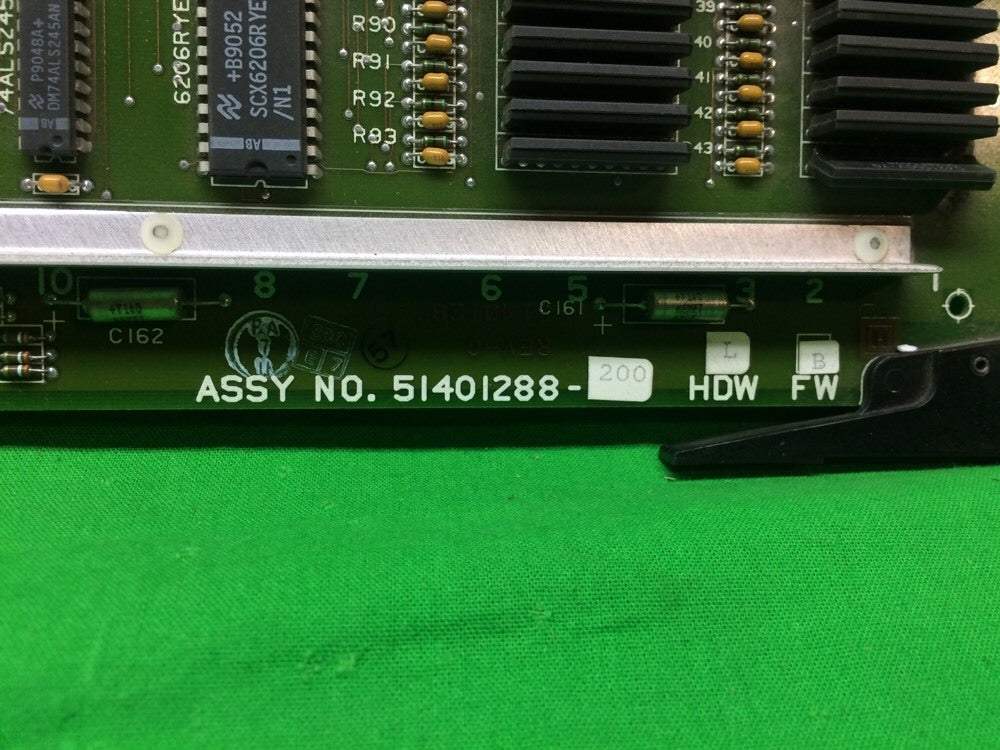 P9048A+
DM74ALS245AN
6206RYE
+B9052
SCX6206RYE
/N1
AB
R90
R91
R92
R93
39
40
41
42
43
10
8
7
6
5
3
2
C162
C161
+
+
57
L
B
200
ASSY NO. 51401288-
HDW
FW